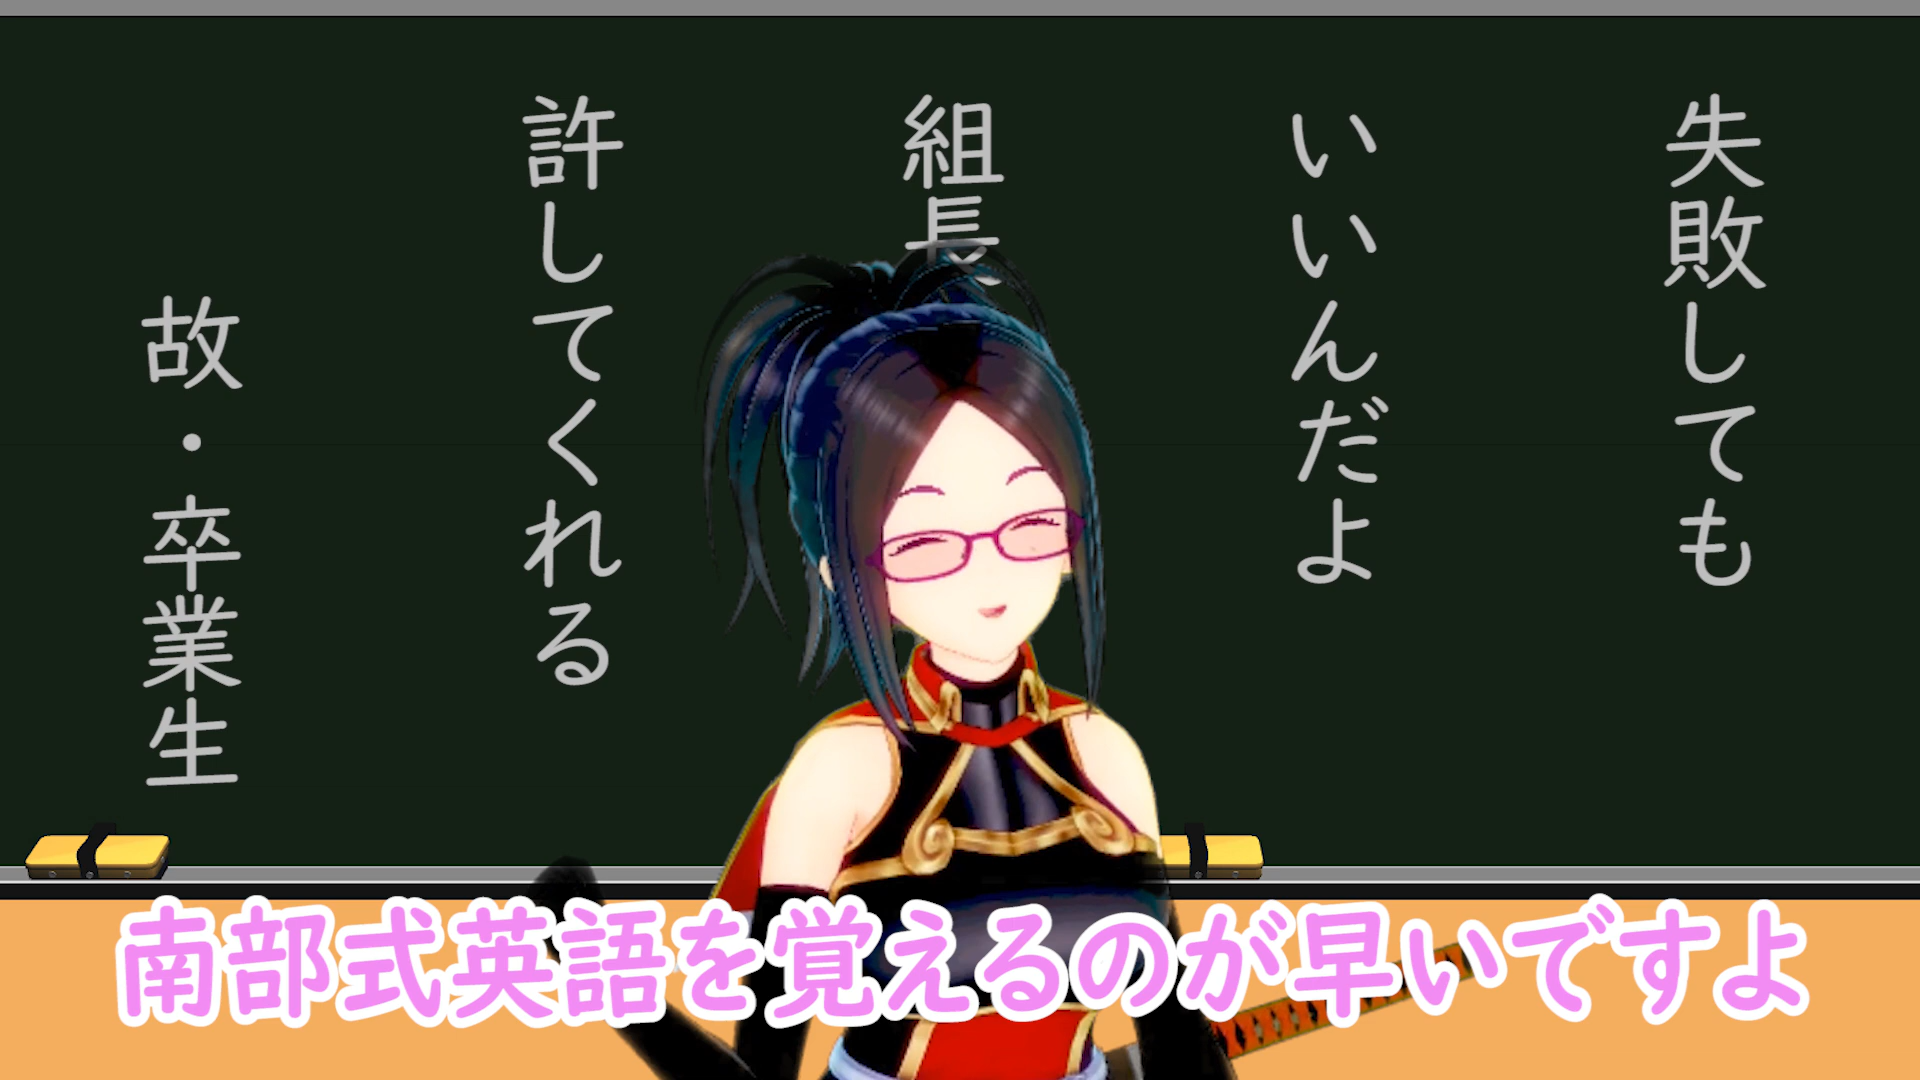 失敗しても
いいんだよ
組長
許してくれる
故・卒業生
南部式英語を覚えるのが早いですよ